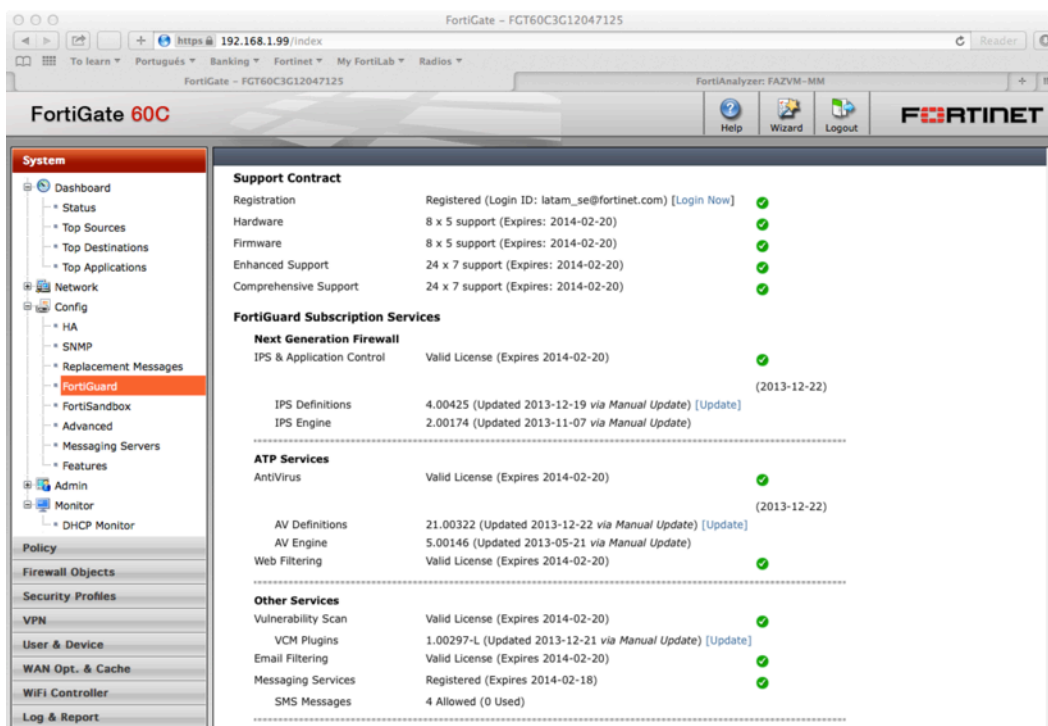 FortiGate – FGT60C3G12047125
https 192.168.1.99/index
Reader
To learn Portugués Banking Fortinet My FortiLab Radios
FortiGate – FGT60C3G12047125 FortiAnalyzer: FAZVM-MM
FortiGate 60C
Help Wizard Logout
FORTINET
System
Dashboard
Status
Top Sources
Top Destinations
Top Applications
Network
Config
HA
SNMP
Replacement Messages
FortiGuard
FortiSandbox
Advanced
Messaging Servers
Features
Admin
Monitor
DHCP Monitor
Policy
Firewall Objects
Security Profiles
VPN
User & Device
WAN Opt. & Cache
WiFi Controller
Log & Report
Support Contract
Registration Registered (Login ID: latam_se@fortinet.com) [Login Now]
Hardware 8 x 5 support (Expires: 2014-02-20)
Firmware 8 x 5 support (Expires: 2014-02-20)
Enhanced Support 24 x 7 support (Expires: 2014-02-20)
Comprehensive Support 24 x 7 support (Expires: 2014-02-20)
FortiGuard Subscription Services
Next Generation Firewall
IPS & Application Control Valid License (Expires 2014-02-20)
(2013-12-22)
IPS Definitions 4.00425 (Updated 2013-12-19 via Manual Update) [Update]
IPS Engine 2.00174 (Updated 2013-11-07 via Manual Update)
ATP Services
AntiVirus Valid License (Expires 2014-02-20)
(2013-12-22)
AV Definitions 21.00322 (Updated 2013-12-22 via Manual Update) [Update]
AV Engine 5.00146 (Updated 2013-05-21 via Manual Update)
Web Filtering Valid License (Expires 2014-02-20)
Other Services
Vulnerability Scan Valid License (Expires 2014-02-20)
VCM Plugins 1.00297-L (Updated 2013-12-21 via Manual Update) [Update]
Email Filtering Valid License (Expires 2014-02-20)
Messaging Services Registered (Expires 2014-02-18)
SMS Messages 4 Allowed (0 Used)